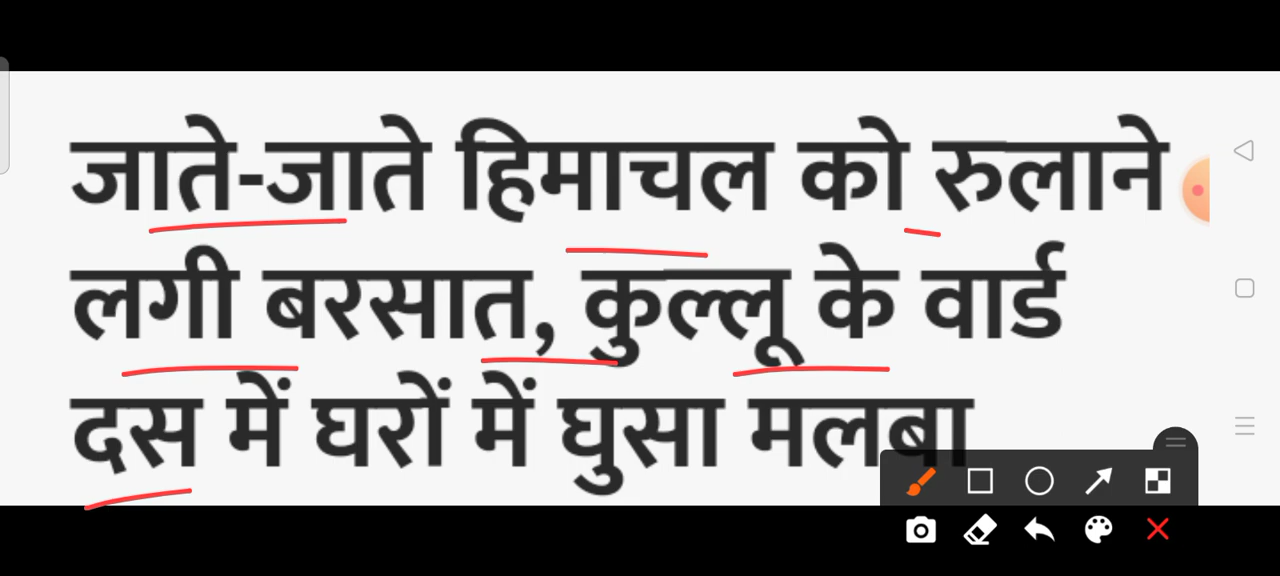 जाते-जाते हिमाचल को रुलाने
लगी बरसात, कुल्लू के वार्ड
दस में घरों में घुसा मलबा